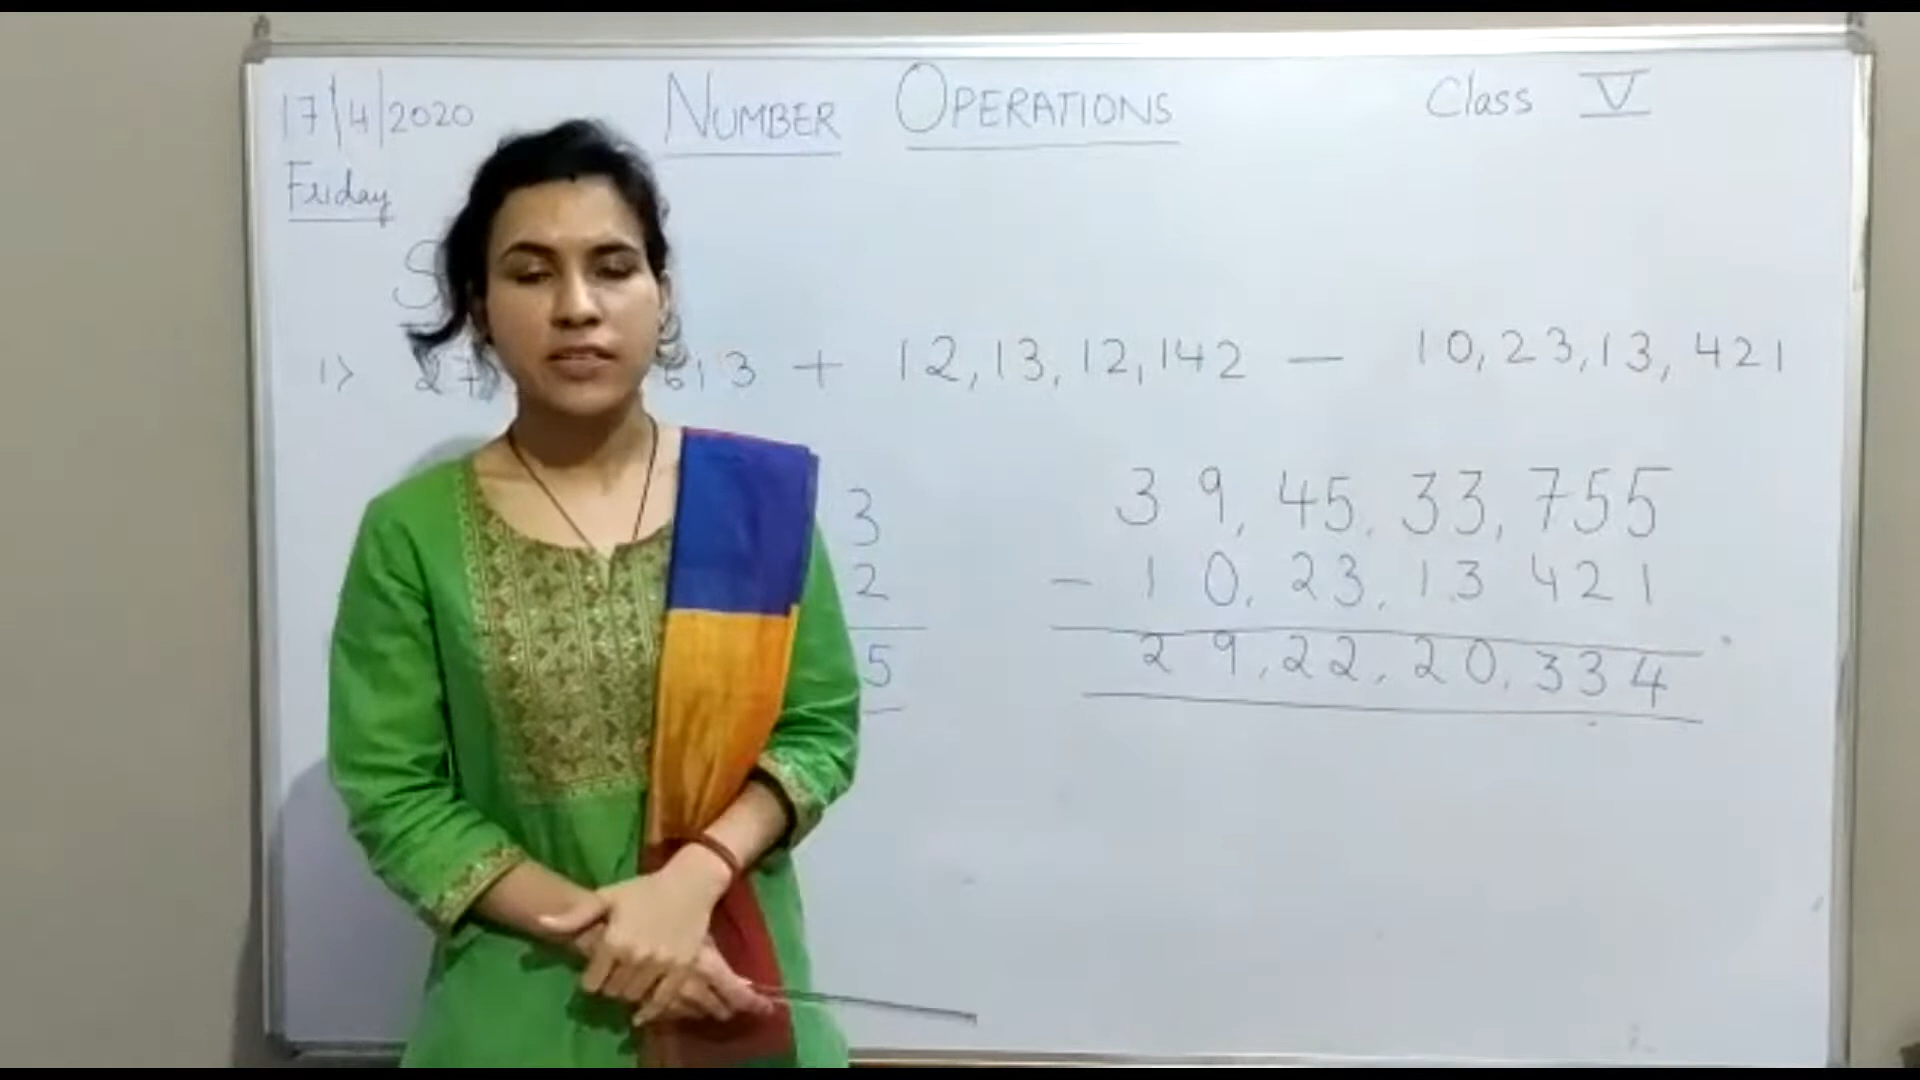 17/4/2020 NUMBER OPERATIONS Class V
Friday
1> 27 613 + 12,13,12,142 — 10,23,13,421
3 39,45,33,755
2 - 10,23,13 421
5 29,22,20,334